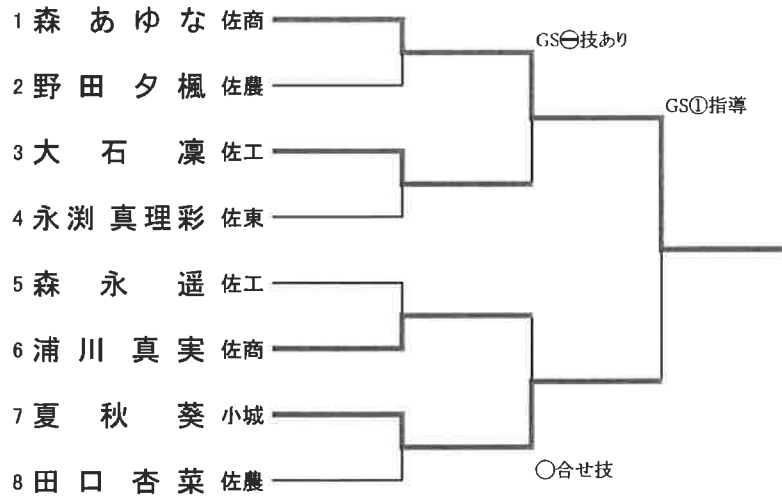 1 森 あゆな 佐商
GS㊀技あり
2 野田 夕楓 佐農
GS①指導
3 大石 凜 佐工
4 永渕 真理彩 佐東
5 森永 遥 佐工
6 浦川 真実 佐商
7 夏秋 葵 小城
8 田口 杏菜 佐農
○合せ技